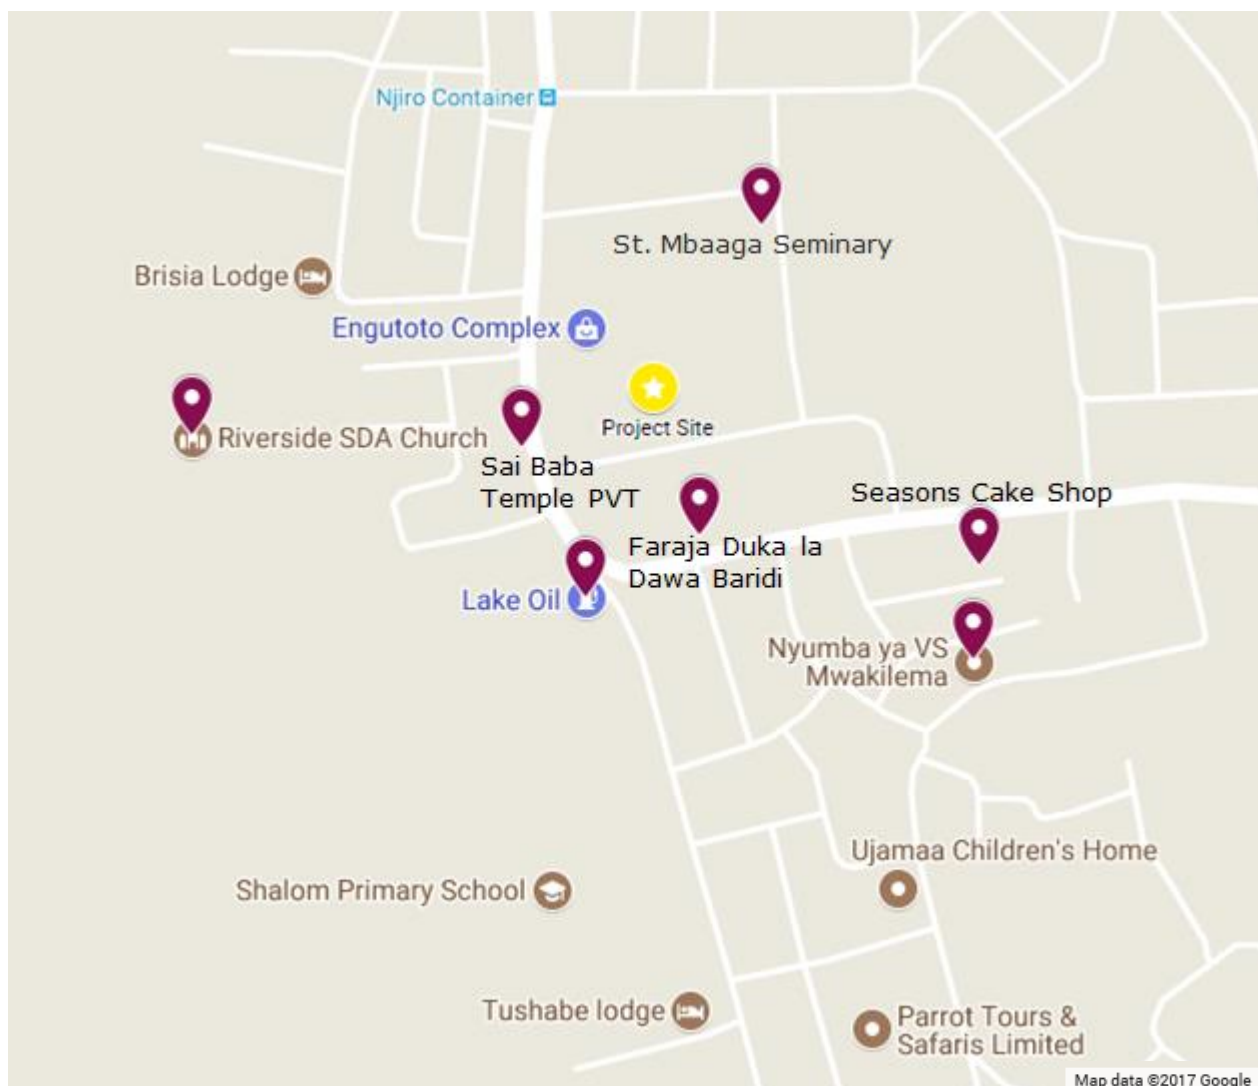 Njiro Container
St. Mbaaga Seminary
Brisia Lodge
Engutoto Complex
Project Site
Riverside SDA Church
Sai Baba
Temple PVT
Seasons Cake Shop
Faraja Duka la
Dawa Baridi
Lake Oil
Nyumba ya VS
Mwakilema
Ujamaa Children's Home
Shalom Primary School
Tushabe lodge
Parrot Tours &
Safaris Limited
Map data ©2017 Google